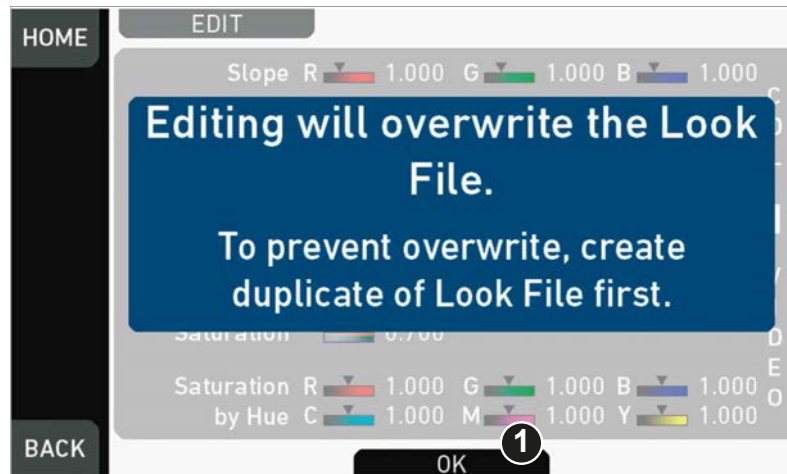 HOME
EDIT
Slope R 1.000 G 1.000 B 1.000
Editing will overwrite the Look
File.
To prevent overwrite, create
duplicate of Look File first.
Saturation 0.700
Saturation R 1.000 G 1.000 B 1.000
by Hue C 1.000 M 1.000 Y 1.000
V
I
D
E
O
BACK
OK
1